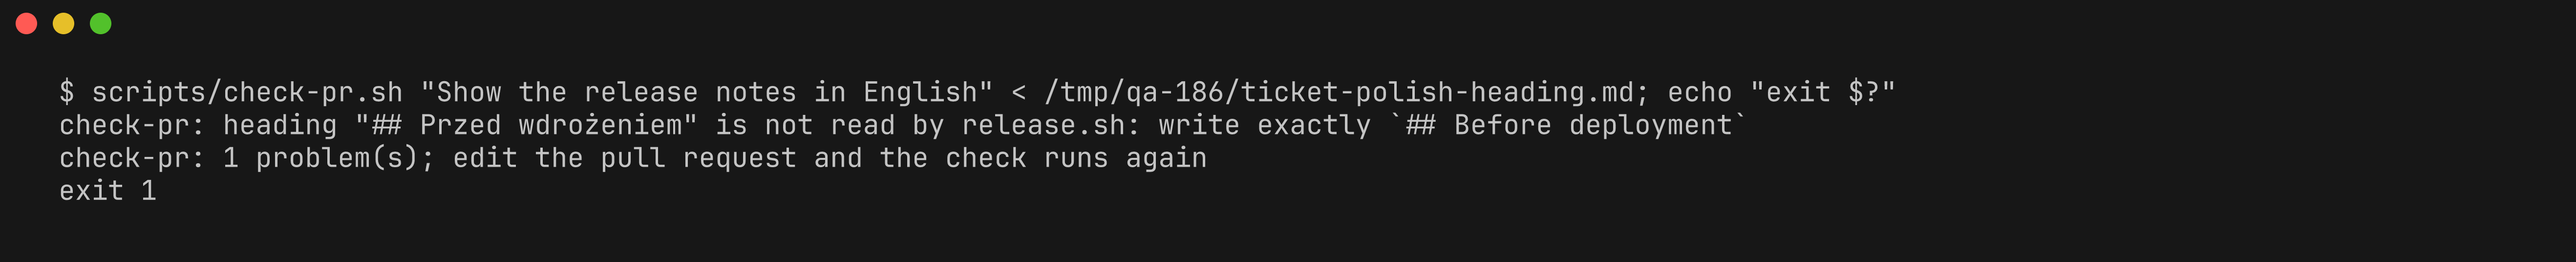 $ scripts/check-pr.sh "Show the release notes in English" < /tmp/qa-186/ticket-polish-heading.md; echo "exit $?"
check-pr: heading "## Przed wdrożeniem" is not read by release.sh: write exactly `## Before deployment`
check-pr: 1 problem(s); edit the pull request and the check runs again
exit 1